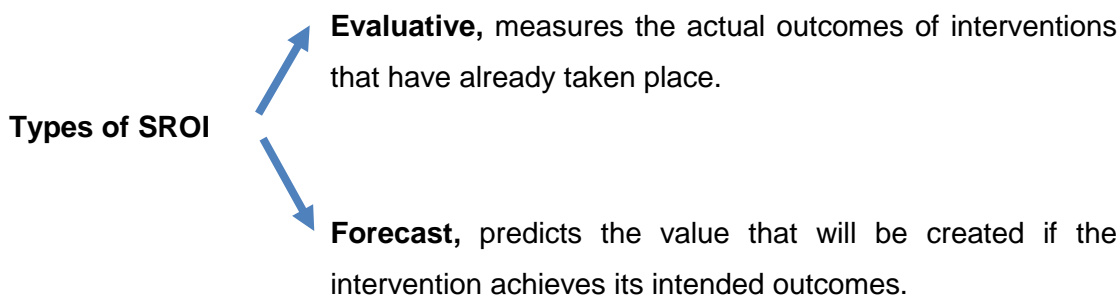 Evaluative, measures the actual outcomes of interventions
that have already taken place.
Types of SROI
Forecast, predicts the value that will be created if the
intervention achieves its intended outcomes.